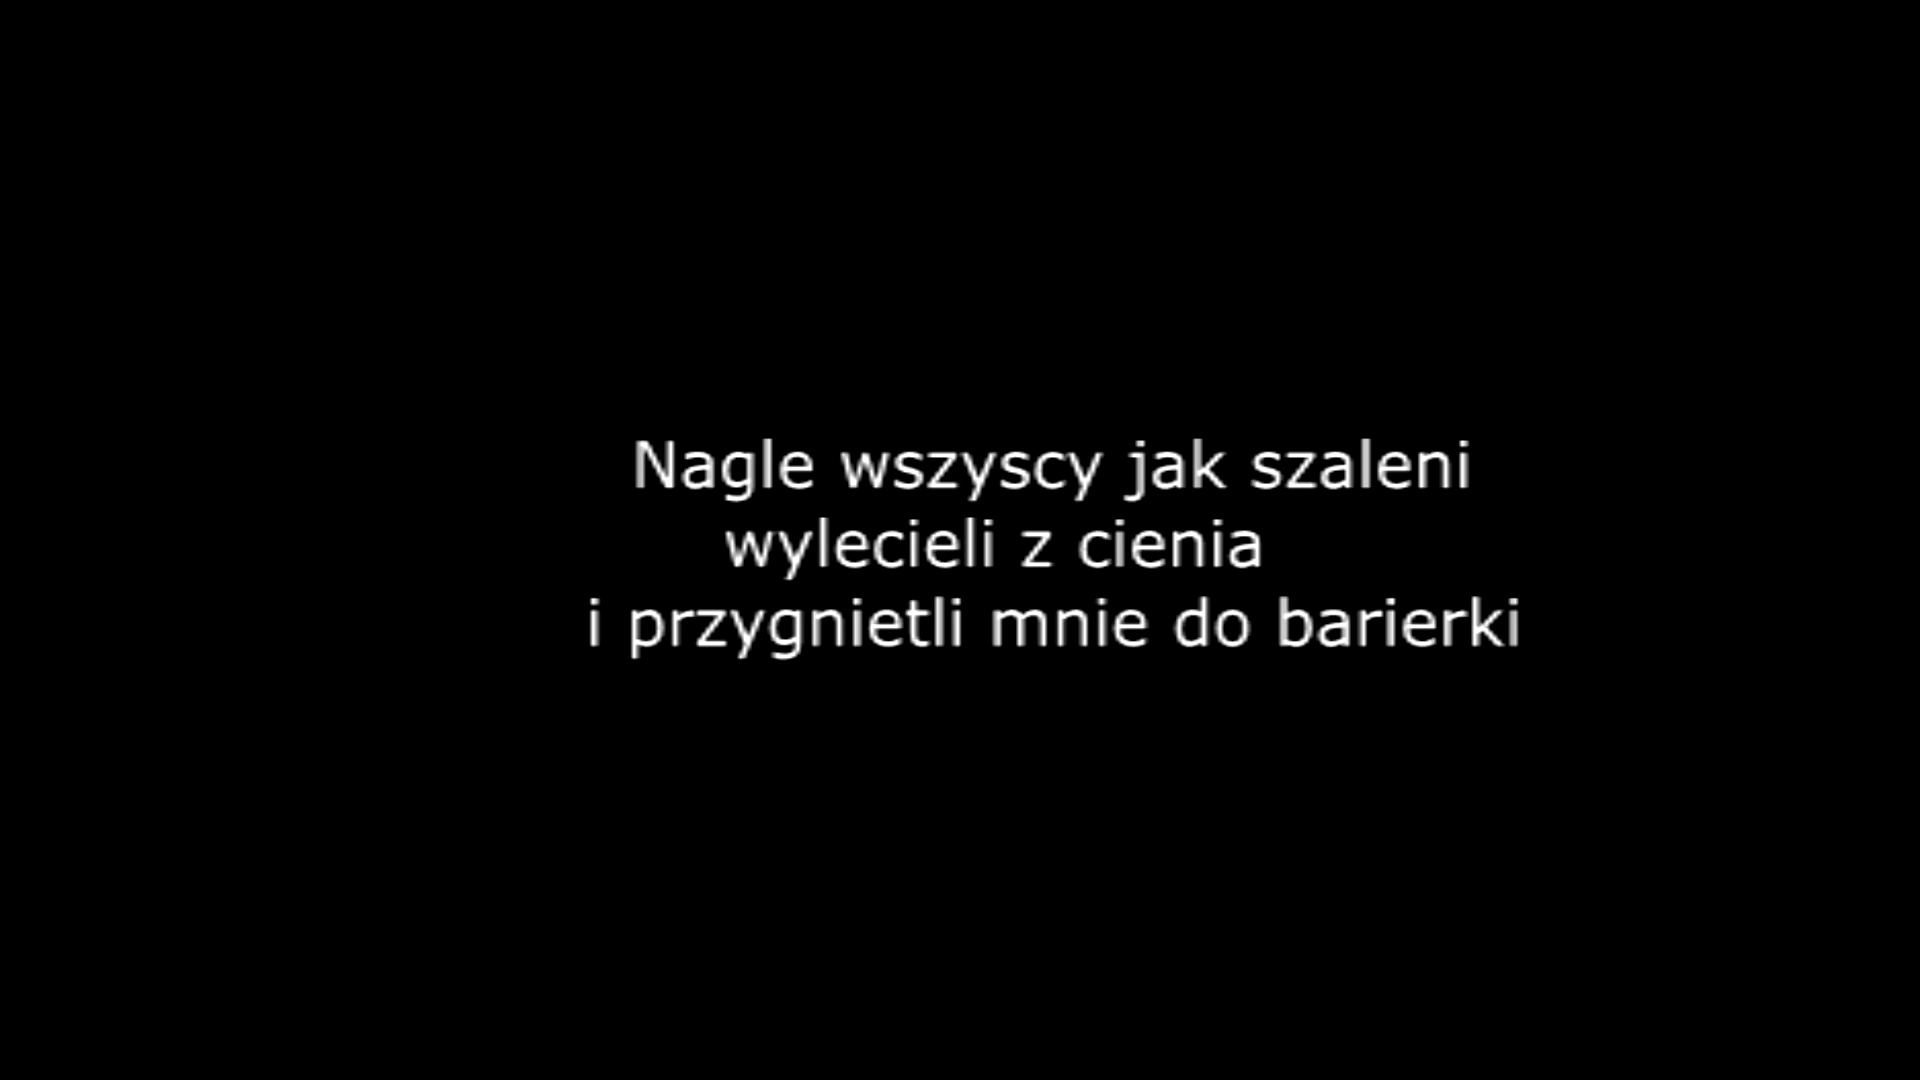 Nagle wszyscy jak szaleni
wylecieli z cienia
i przygnietli mnie do barierki